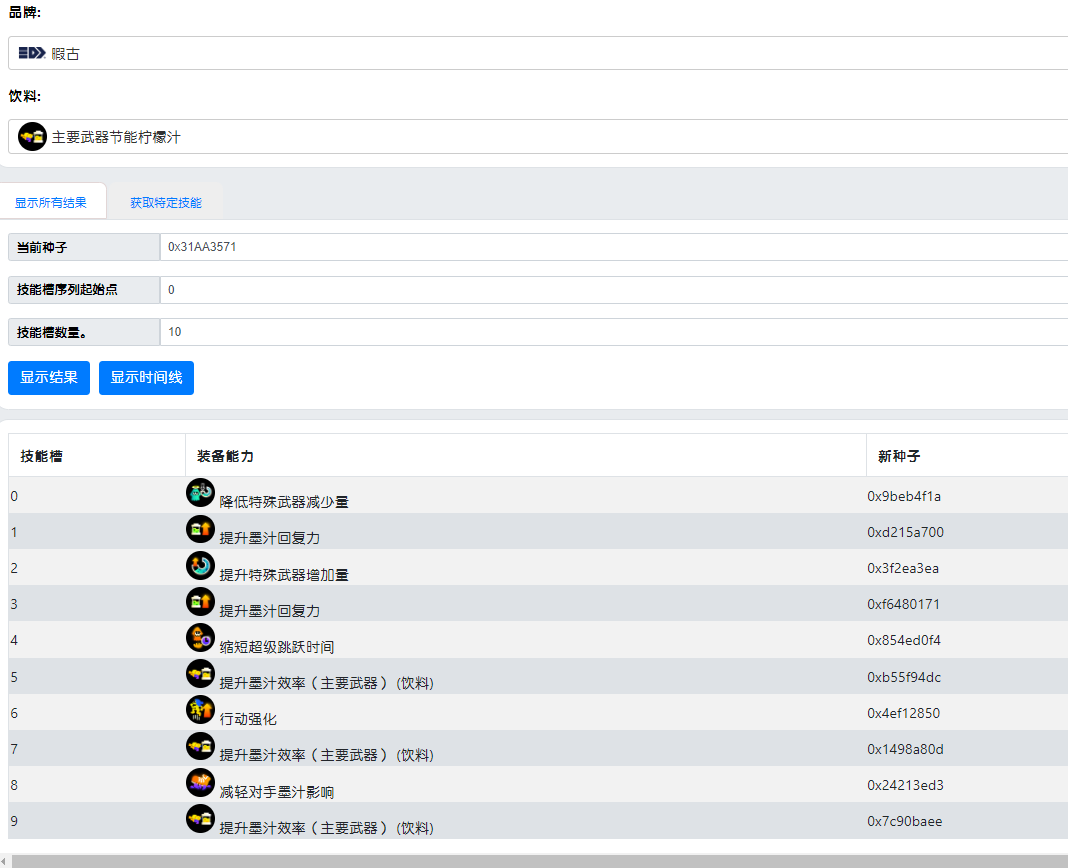 品牌:
暇古
饮料:
主要武器节能柠檬汁
显示所有结果 获取特定技能
当前种子 0x31AA3571
技能槽序列起始点 0
技能槽数量。 10
显示结果 显示时间线
技能槽 装备能力 新种子
0 降低特殊武器减少量 0x9beb4f1a
1 提升墨汁回复力 0xd215a700
2 提升特殊武器增加量 0x3f2ea3ea
3 提升墨汁回复力 0xf6480171
4 缩短超级跳跃时间 0x854ed0f4
5 提升墨汁效率（主要武器） (饮料) 0xb55f94dc
6 行动强化 0x4ef12850
7 提升墨汁效率（主要武器） (饮料) 0x1498a80d
8 减轻对手墨汁影响 0x24213ed3
9 提升墨汁效率（主要武器） (饮料) 0x7c90baee